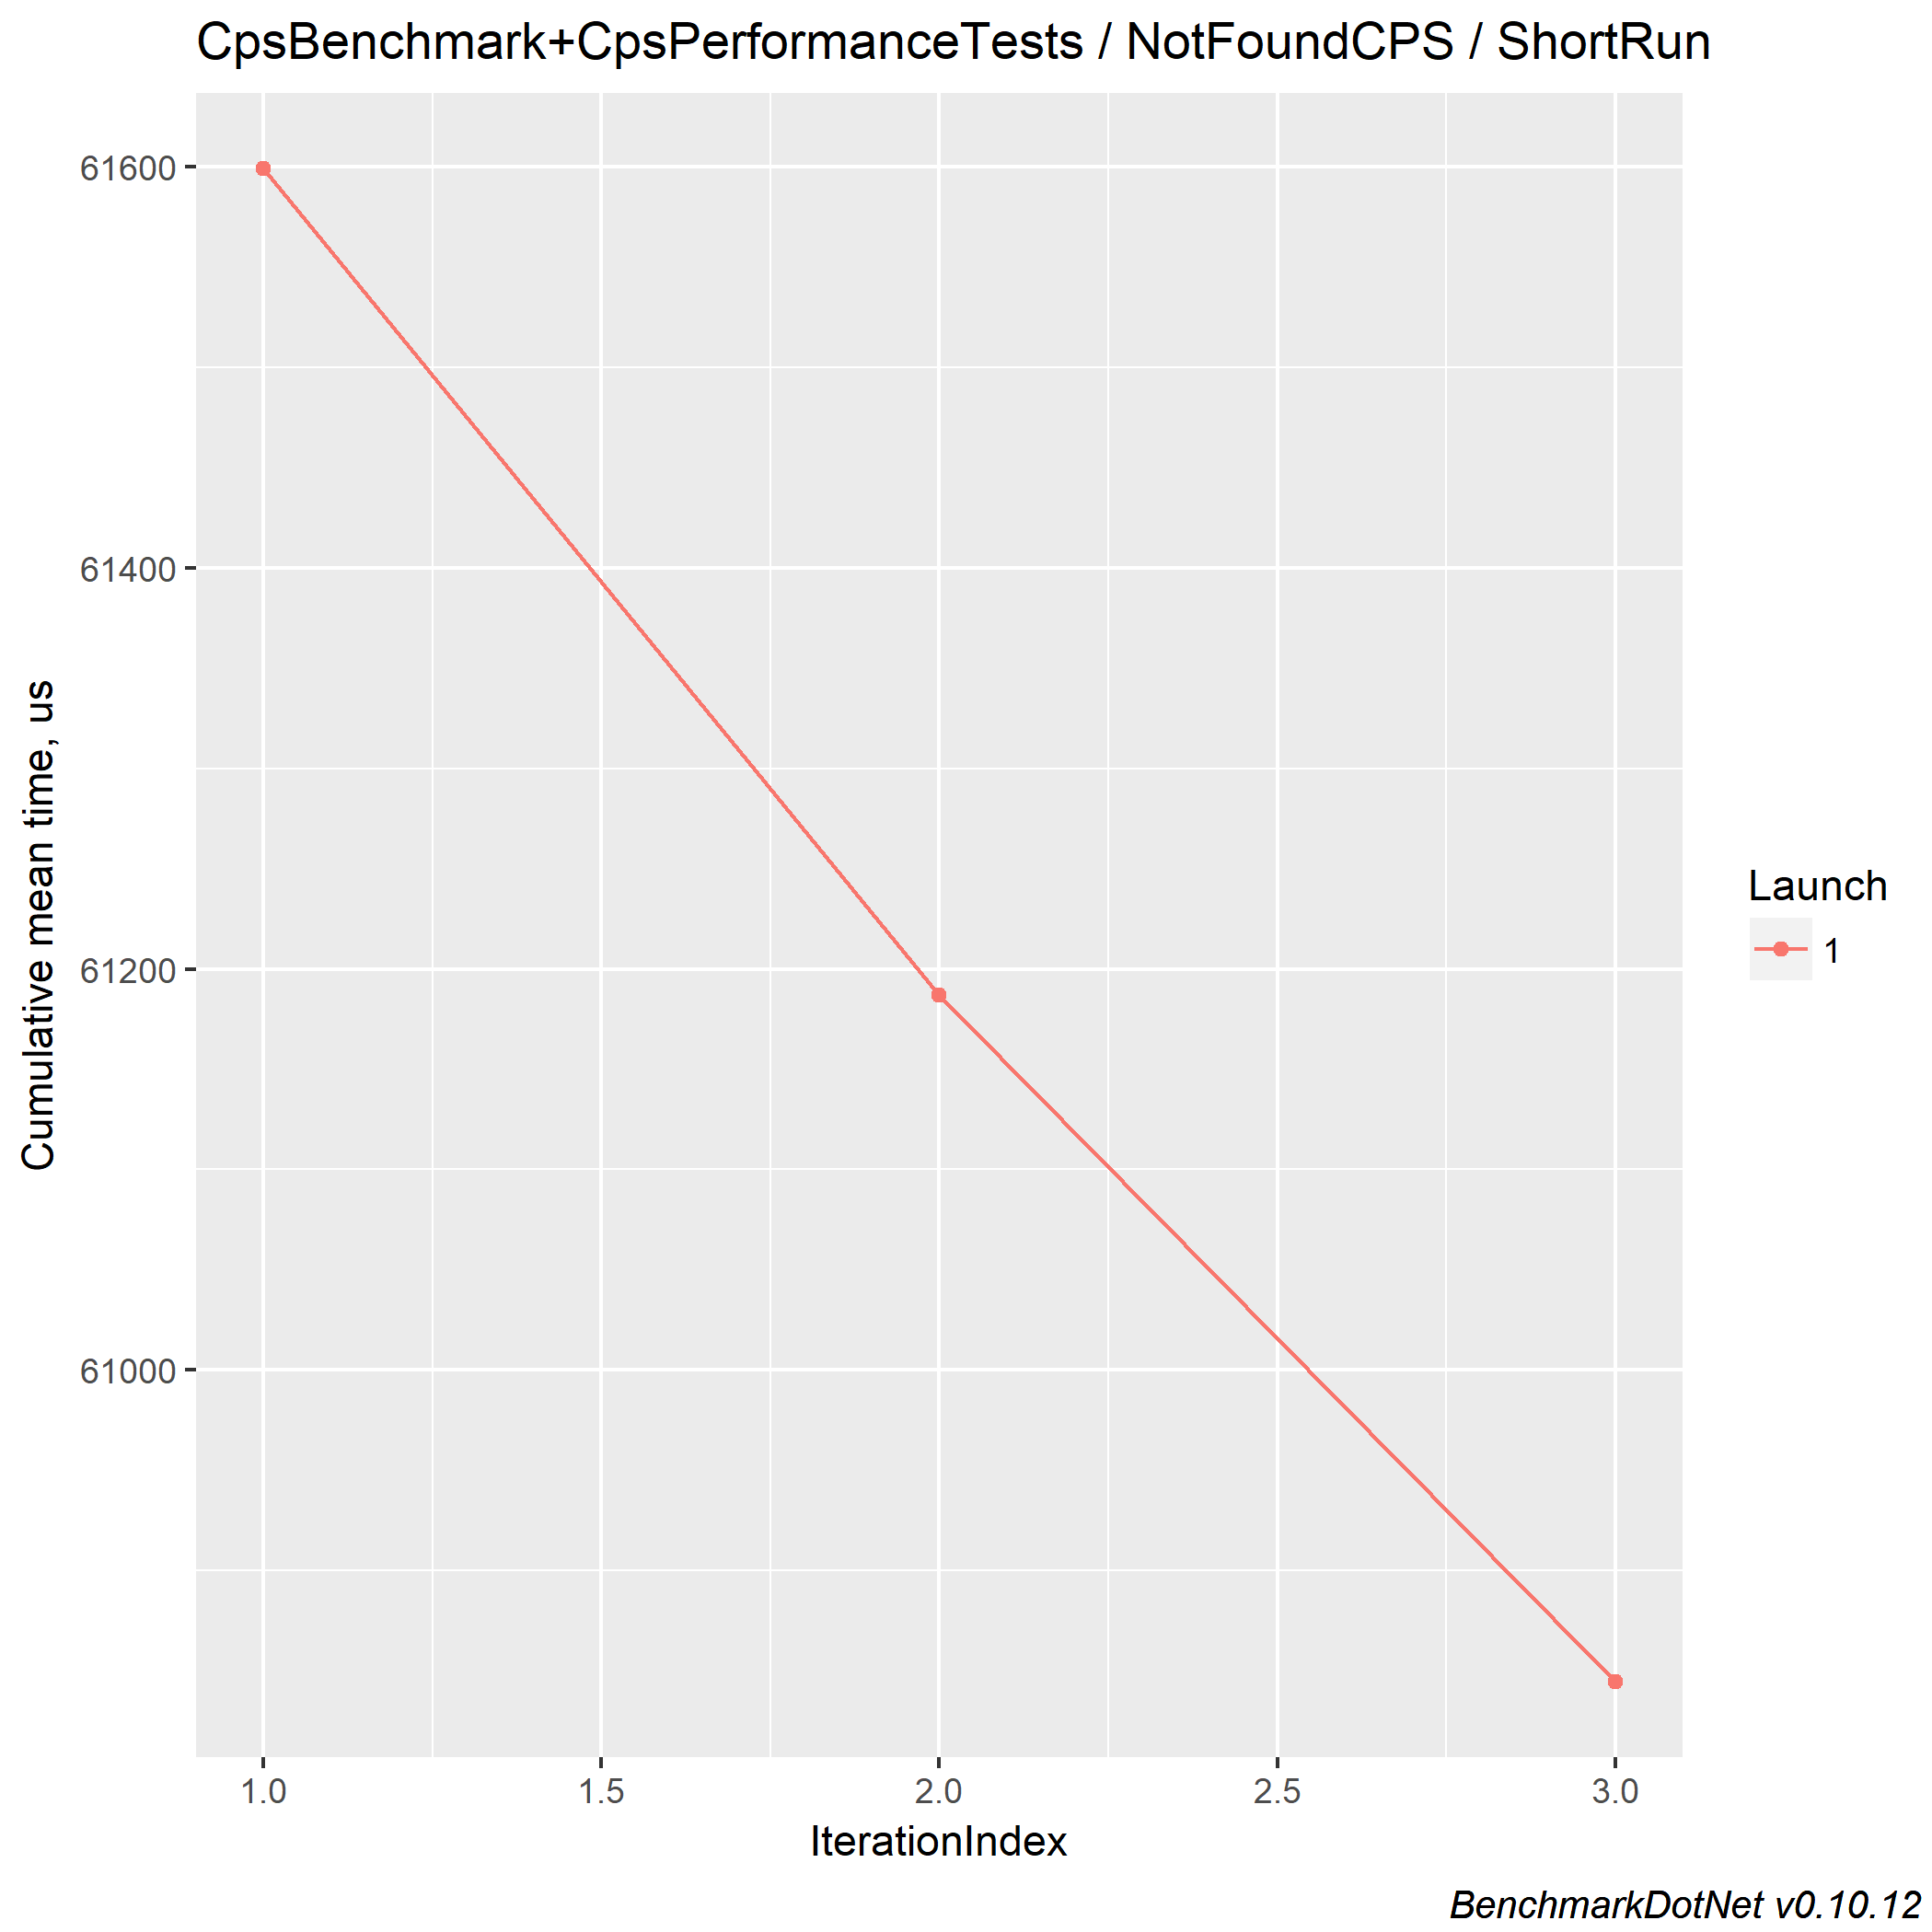 CpsBenchmark+CpsPerformanceTests / NotFoundCPS / ShortRun
Cumulative mean time, us
61600
61400
61200
61000
1.0 1.5 2.0 2.5 3.0
IterationIndex
Launch
1
BenchmarkDotNet v0.10.12